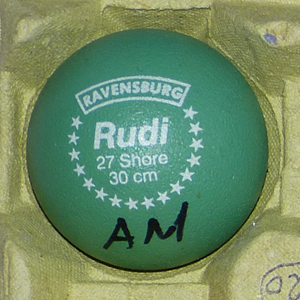 RAVENSBURG
Rudi
27 Shore
30 cm
AM